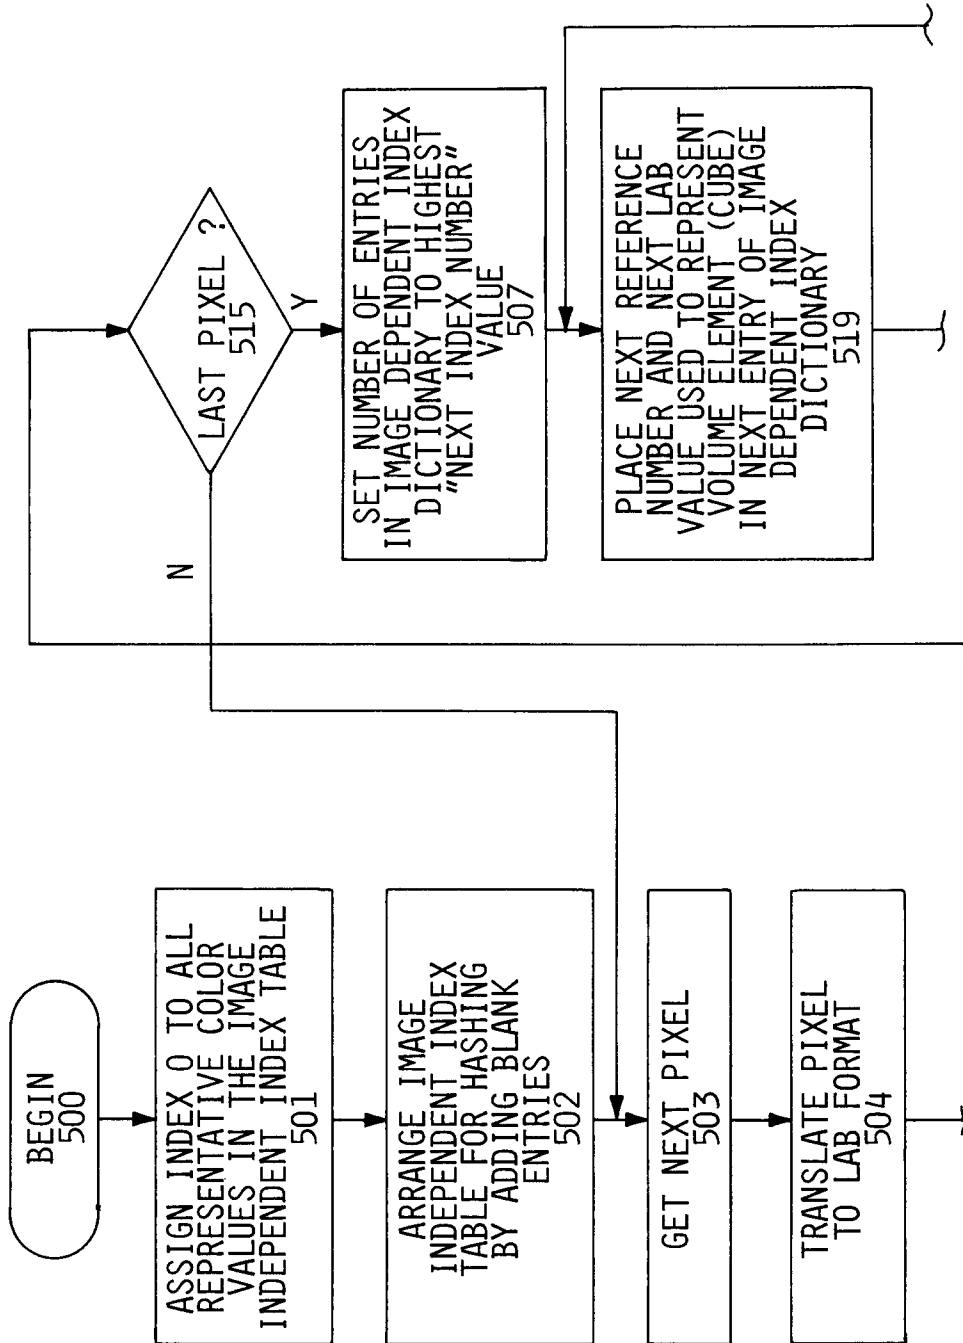 BEGIN
500
ASSIGN INDEX 0 TO ALL
REPRESENTATIVE COLOR
VALUES IN THE IMAGE
INDEPENDENT INDEX TABLE
501
ARRANGE IMAGE
INDEPENDENT INDEX
TABLE FOR HASHING
BY ADDING BLANK
ENTRIES
502
GET NEXT PIXEL
503
TRANSLATE PIXEL
TO LAB FORMAT
504
LAST PIXEL ?
515
N
Y
SET NUMBER OF ENTRIES
IN IMAGE DEPENDENT INDEX
DICTIONARY TO HIGHEST
"NEXT INDEX NUMBER"
VALUE
507
PLACE NEXT REFERENCE
NUMBER AND NEXT LAB
VALUE USED TO REPRESENT
VOLUME ELEMENT (CUBE)
IN NEXT ENTRY OF IMAGE
DEPENDENT INDEX
DICTIONARY
519